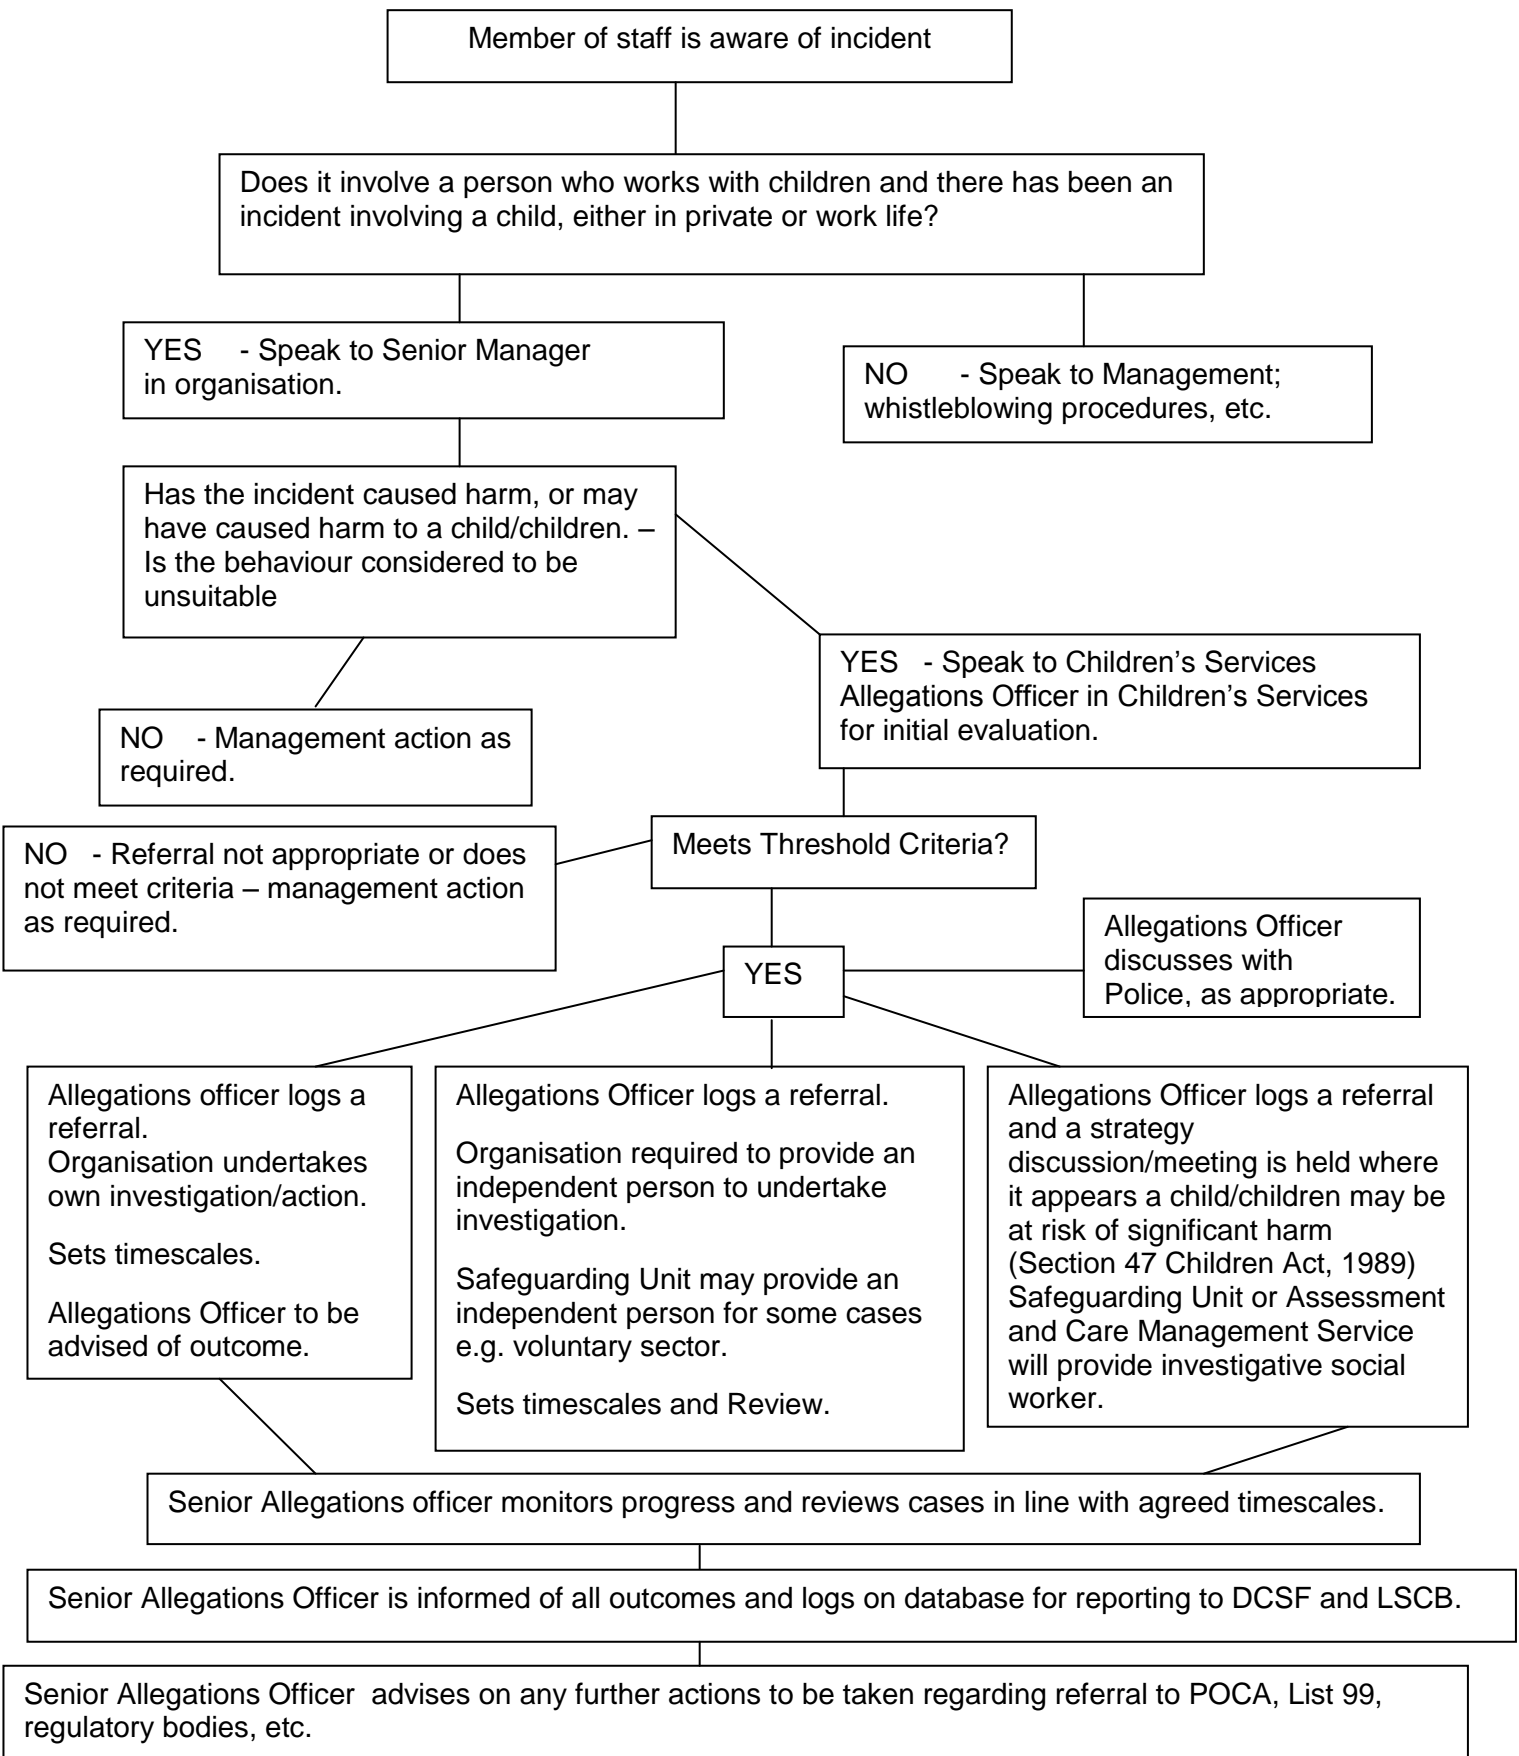 Member of staff is aware of incident
Does it involve a person who works with children and there has been an
incident involving a child, either in private or work life?
YES - Speak to Senior Manager
in organisation.
NO - Speak to Management;
whistleblowing procedures, etc.
Has the incident caused harm, or may
have caused harm to a child/children. –
Is the behaviour considered to be
unsuitable
YES - Speak to Children’s Services
Allegations Officer in Children’s Services
for initial evaluation.
NO - Management action as
required.
Meets Threshold Criteria?
NO - Referral not appropriate or does
not meet criteria – management action
as required.
YES
Allegations Officer
discusses with
Police, as appropriate.
Allegations officer logs a
referral.
Organisation undertakes
own investigation/action.
Sets timescales.
Allegations Officer to be
advised of outcome.
Allegations Officer logs a referral.
Organisation required to provide an
independent person to undertake
investigation.
Safeguarding Unit may provide an
independent person for some cases
e.g. voluntary sector.
Sets timescales and Review.
Allegations Officer logs a referral
and a strategy
discussion/meeting is held where
it appears a child/children may be
at risk of significant harm
(Section 47 Children Act, 1989)
Safeguarding Unit or Assessment
and Care Management Service
will provide investigative social
worker.
Senior Allegations officer monitors progress and reviews cases in line with agreed timescales.
Senior Allegations Officer is informed of all outcomes and logs on database for reporting to DCSF and LSCB.
Senior Allegations Officer advises on any further actions to be taken regarding referral to POCA, List 99,
regulatory bodies, etc.